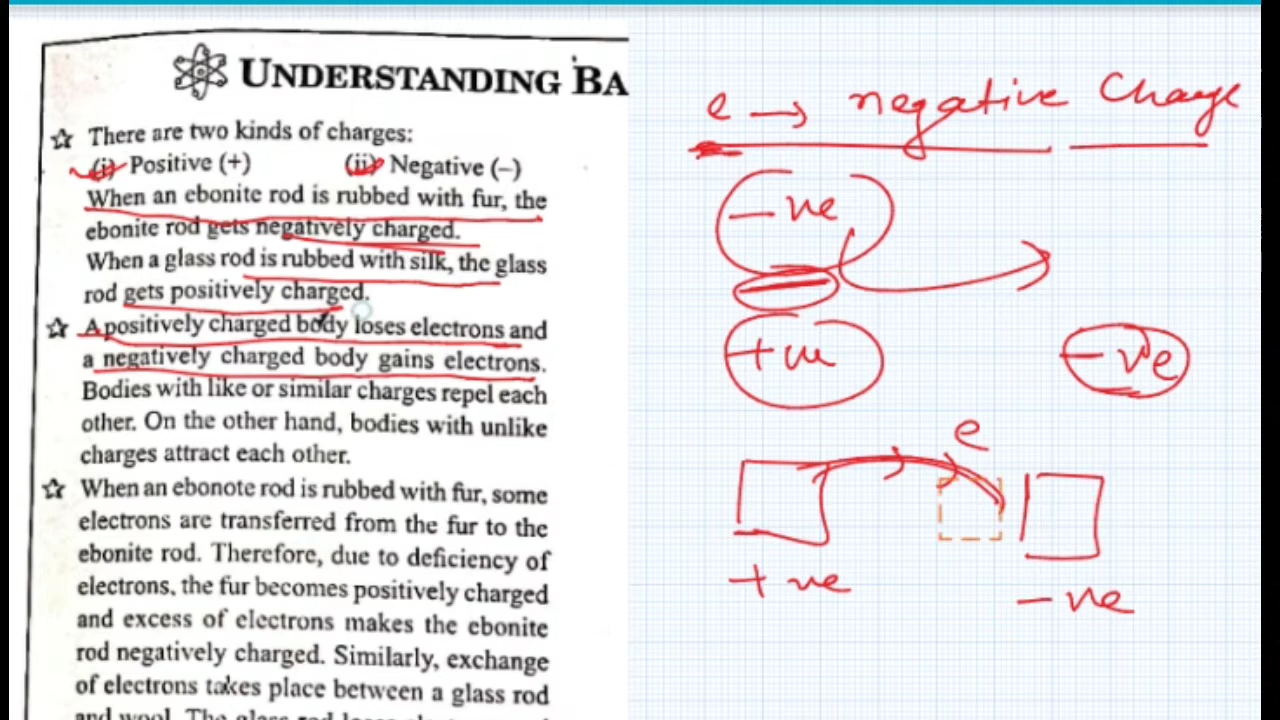 UNDERSTANDING BA
☆ There are two kinds of charges:
(i) Positive (+) (ii) Negative (–)
When an ebonite rod is rubbed with fur, the
ebonite rod gets negatively charged.
When a glass rod is rubbed with silk, the glass
rod gets positively charged.
☆ A positively charged body loses electrons and
a negatively charged body gains electrons.
Bodies with like or similar charges repel each
other. On the other hand, bodies with unlike
charges attract each other.
☆ When an ebonote rod is rubbed with fur, some
electrons are transferred from the fur to the
ebonite rod. Therefore, due to deficiency of
electrons, the fur becomes positively charged
and excess of electrons makes the ebonite
rod negatively charged. Similarly, exchange
of electrons takes place between a glass rod
and wool. The glass rod loses
e → negative Charge
– ve
+ ve
– ve
e
+ ve
– ve